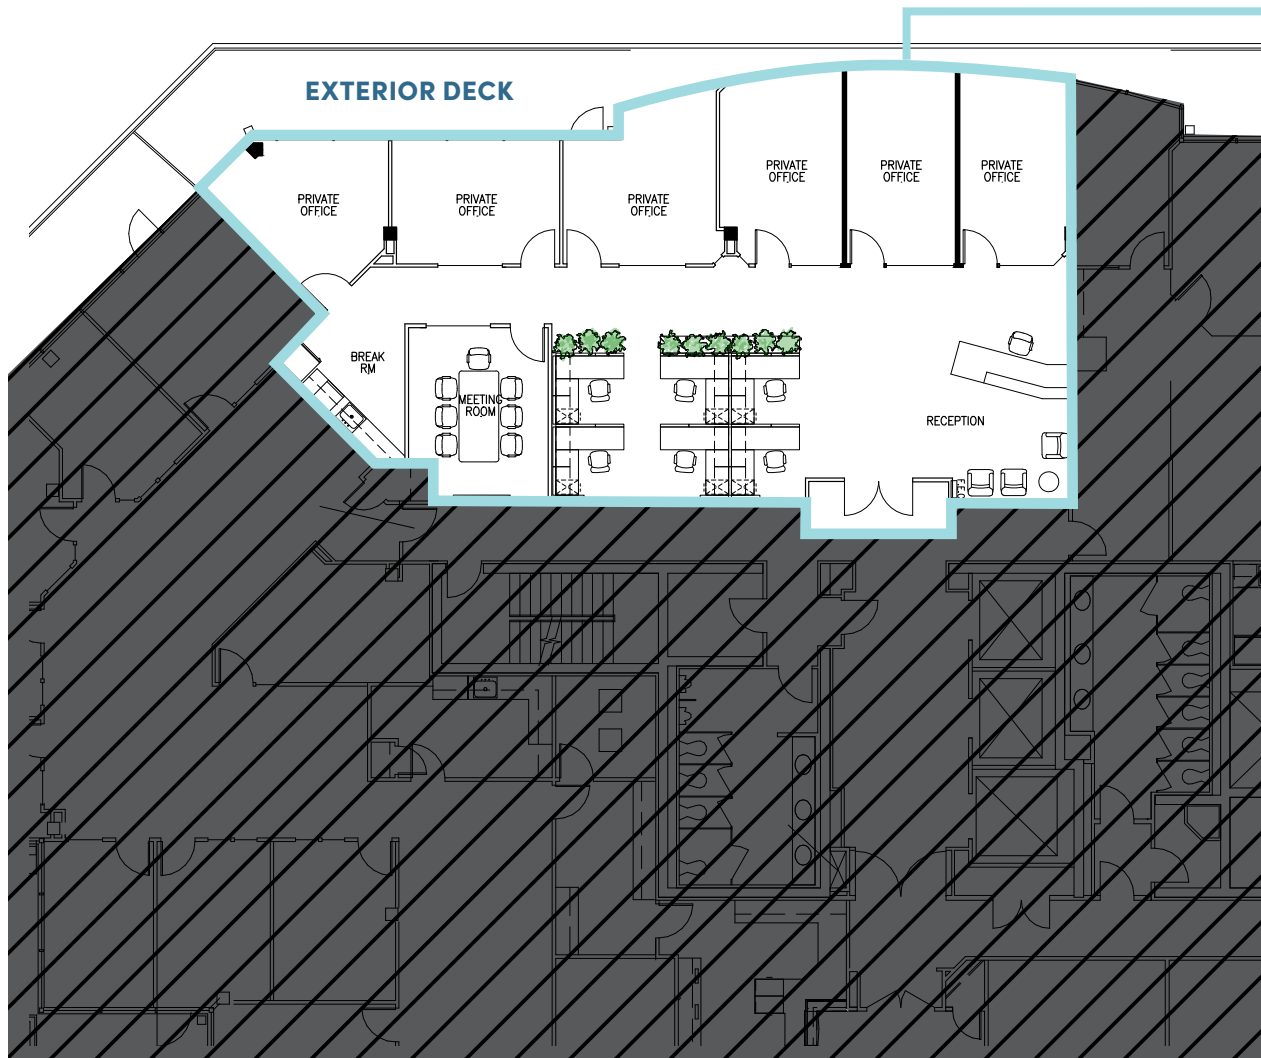 EXTERIOR DECK
PRIVATE
OFFICE
PRIVATE
OFFICE
PRIVATE
OFFICE
PRIVATE
OFFICE
PRIVATE
OFFICE
PRIVATE
OFFICE
BREAK
RM
MEETING
ROOM
RECEPTION